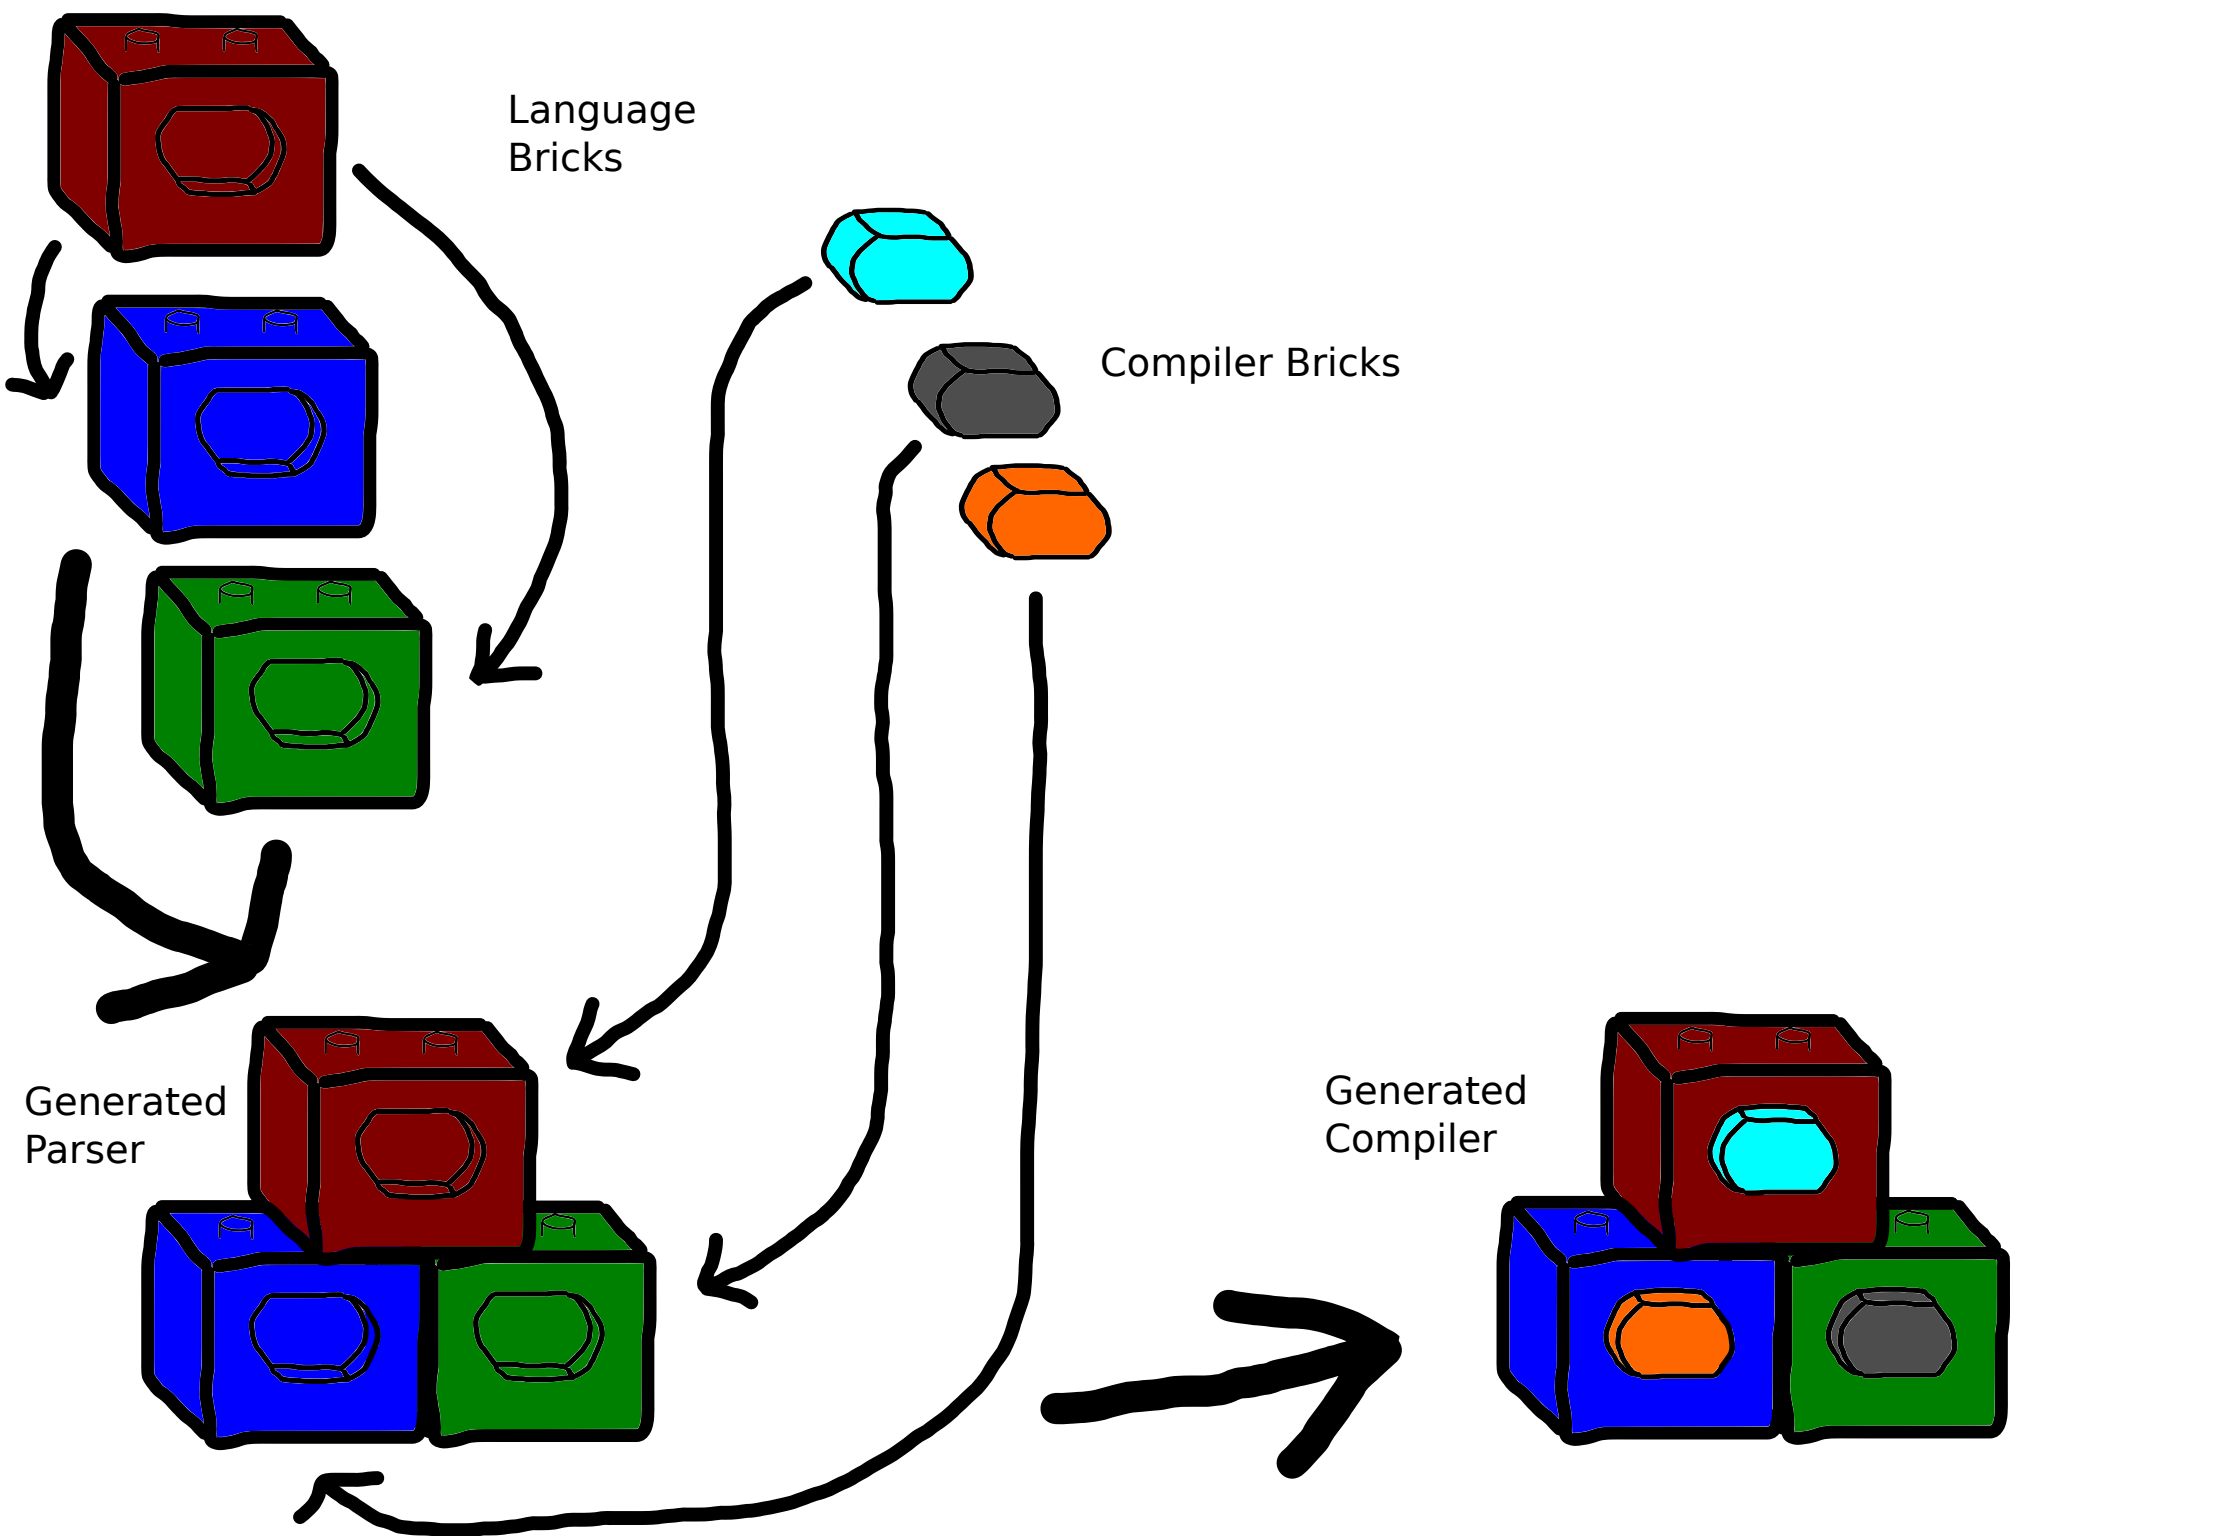 Language
Bricks
Compiler Bricks
Generated
Parser
Generated
Compiler